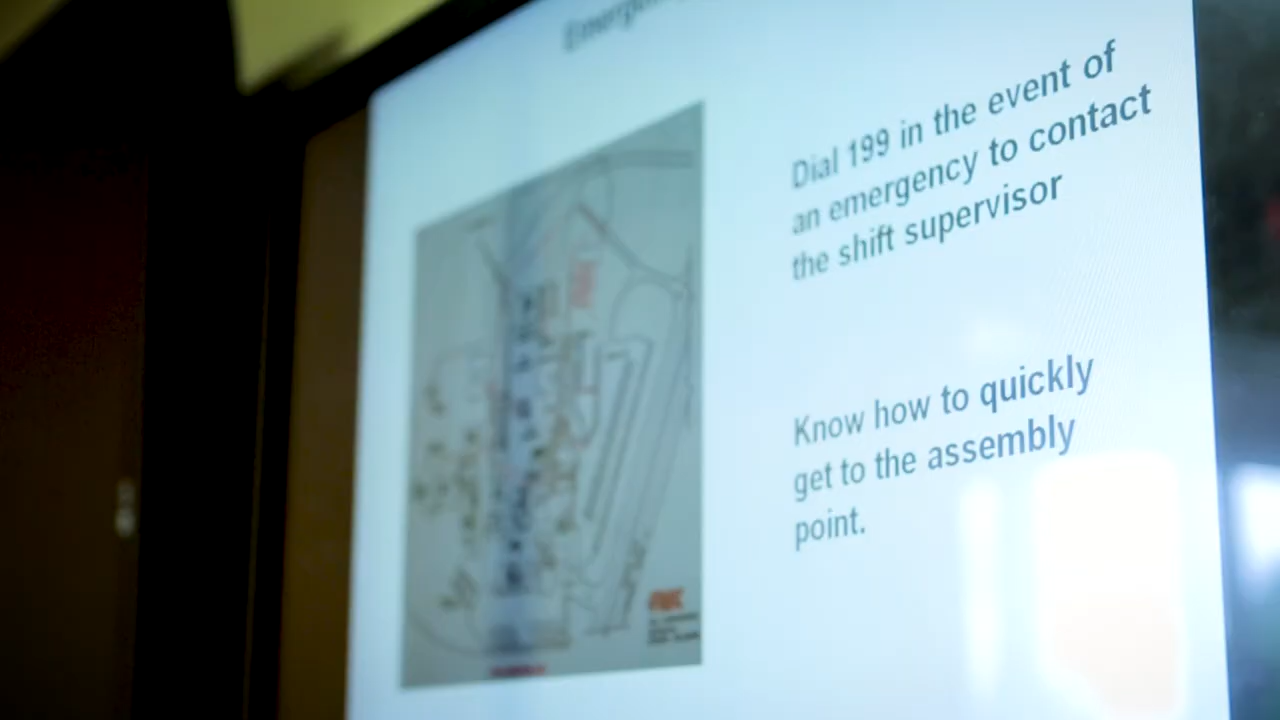 Dial 199 in the event of
an emergency to contact
the shift supervisor
Know how to quickly
get to the assembly
point.